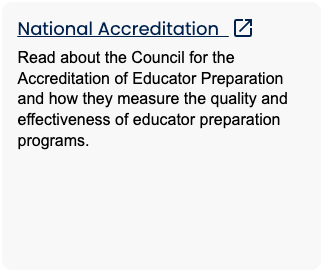 National Accreditation
Read about the Council for the
Accreditation of Educator Preparation
and how they measure the quality and
effectiveness of educator preparation
programs.